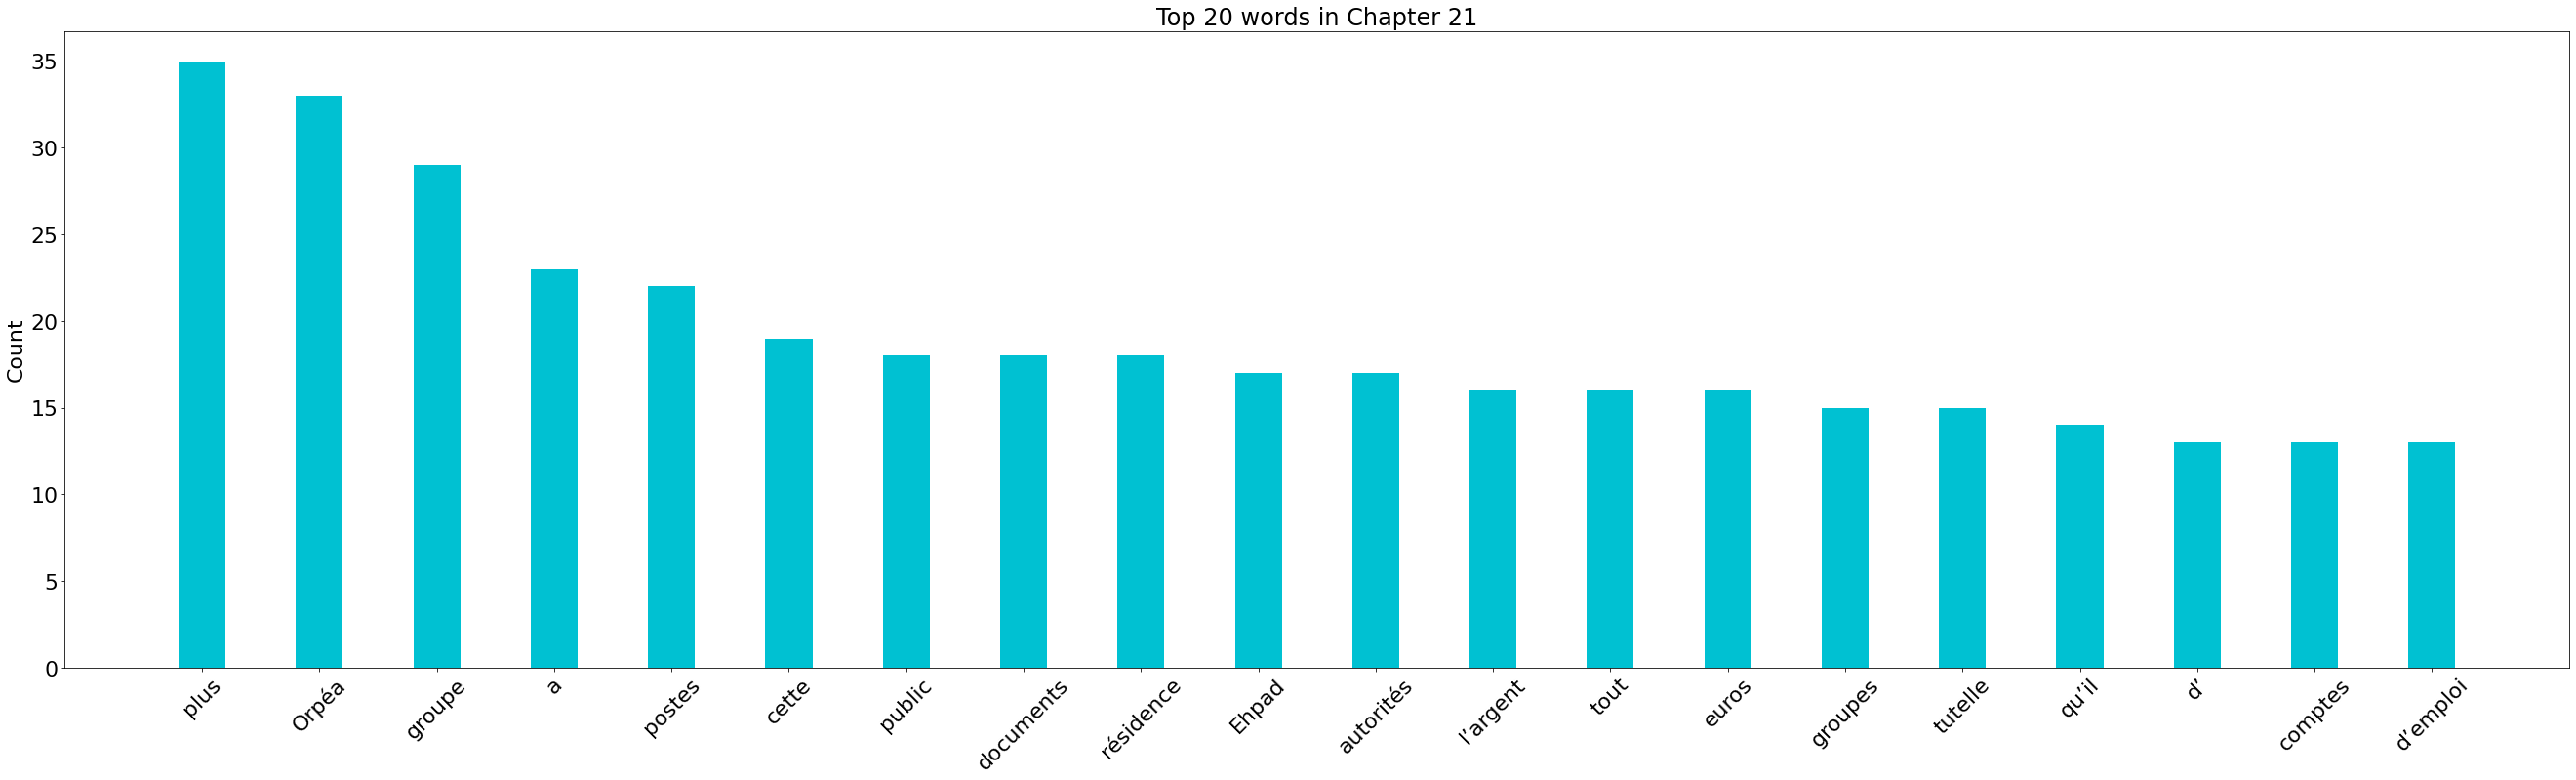 Top 20 words in Chapter 21
Count
35
30
25
20
15
10
5
0
plus
Orpéa
groupe
a
postes
cette
public
documents
résidence
Ehpad
autorités
l’argent
tout
euros
groupes
tutelle
qu’il
d’
comptes
d’emploi